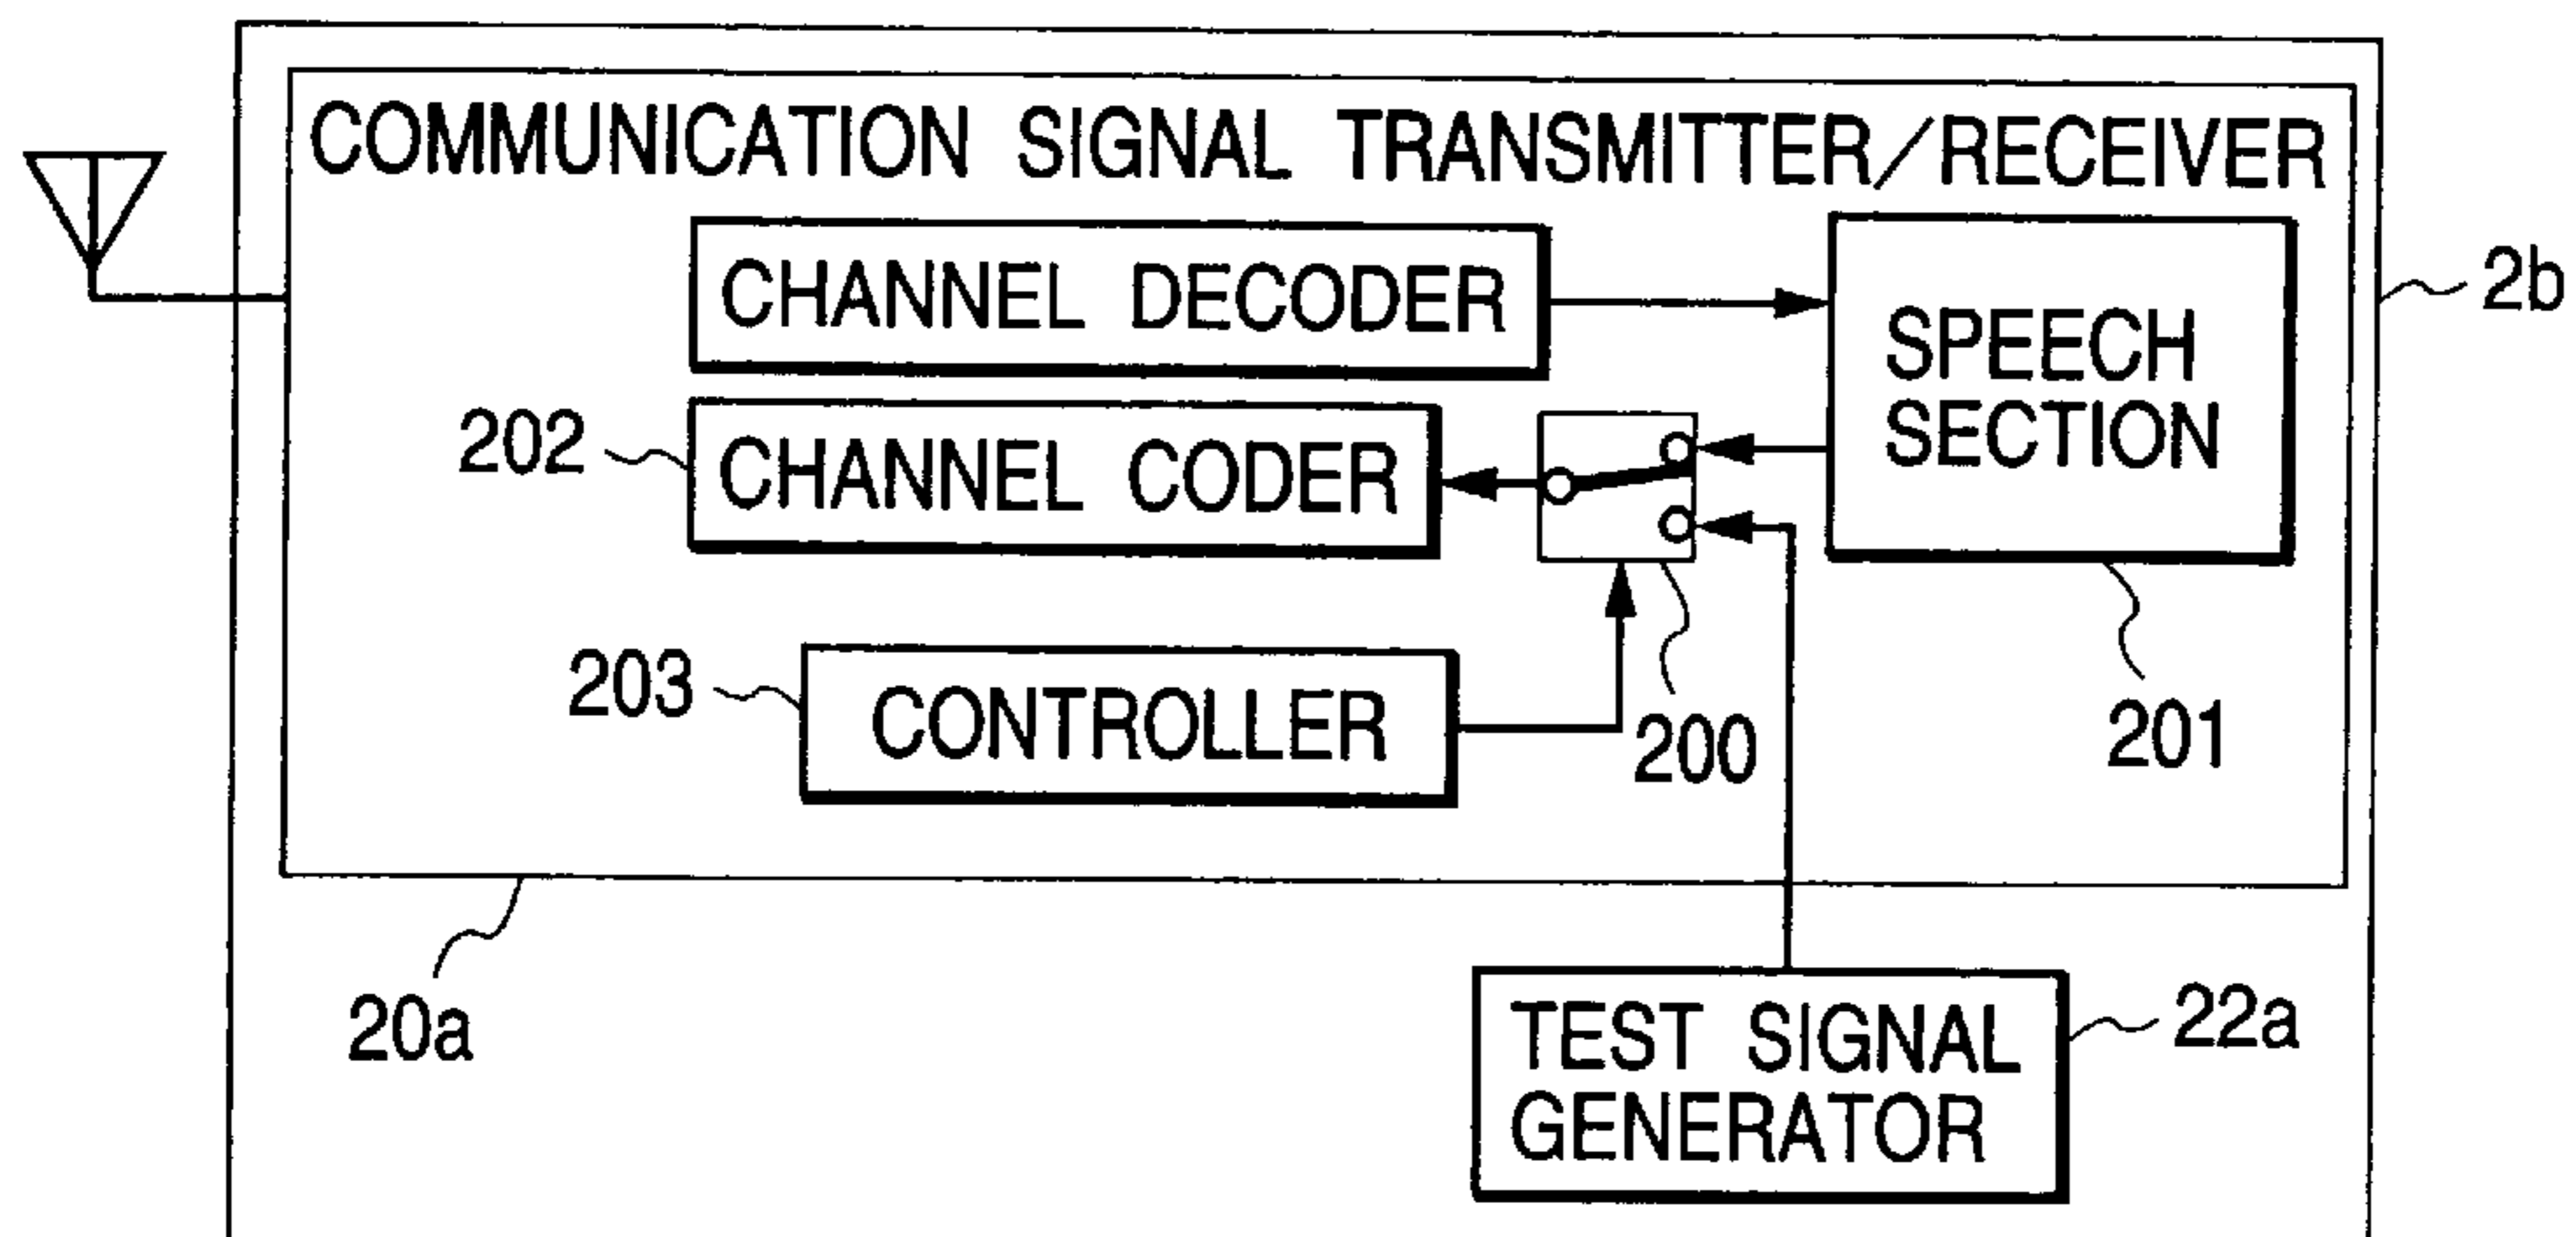 COMMUNICATION SIGNAL TRANSMITTER/RECEIVER
CHANNEL DECODER
SPEECH
SECTION
2b
202
CHANNEL CODER
203
CONTROLLER
200
201
20a
TEST SIGNAL
GENERATOR
22a